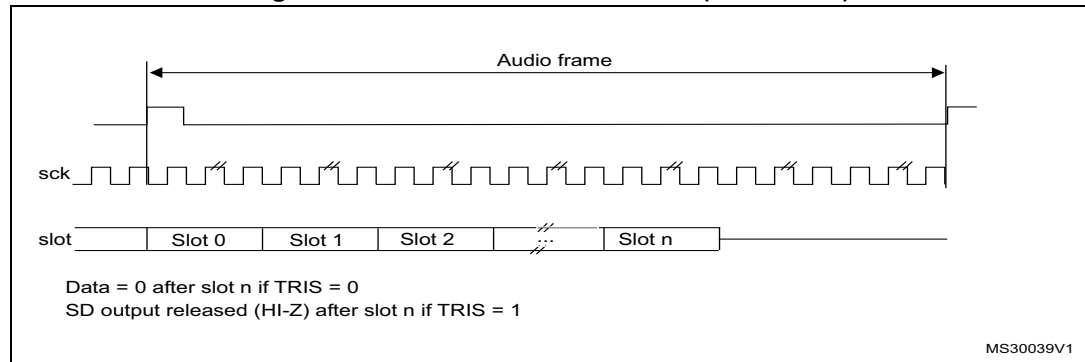 Audio frame
sck
slot Slot 0 Slot 1 Slot 2 ... Slot n
Data = 0 after slot n if TRIS = 0
SD output released (HI-Z) after slot n if TRIS = 1
MS30039V1